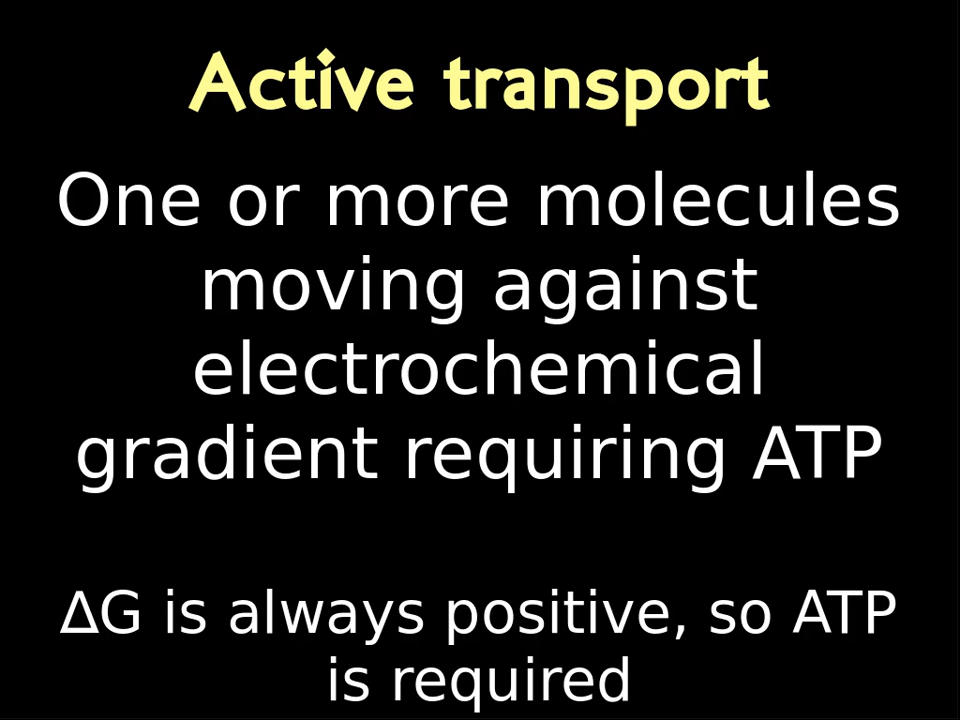 Active transport
One or more molecules
moving against
electrochemical
gradient requiring ATP
ΔG is always positive, so ATP
is required